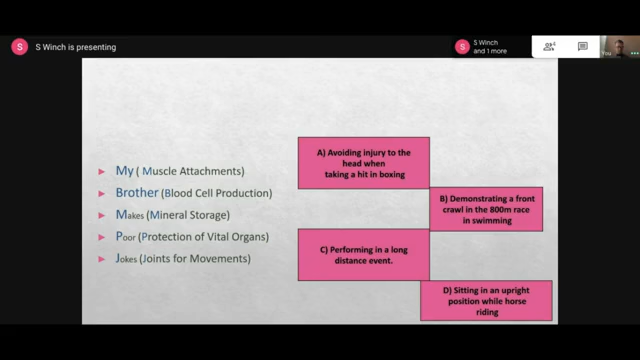 S
S Winch is presenting
S
S Winch
and 1 more
You
My ( Muscle Attachments)
Brother (Blood Cell Production)
Makes (Mineral Storage)
Poor (Protection of Vital Organs)
Jokes (Joints for Movements)
A) Avoiding injury to the
head when
taking a hit in boxing
B) Demonstrating a front
crawl in the 800m race
in swimming
C) Performing in a long
distance event.
D) Sitting in an upright
position while horse
riding